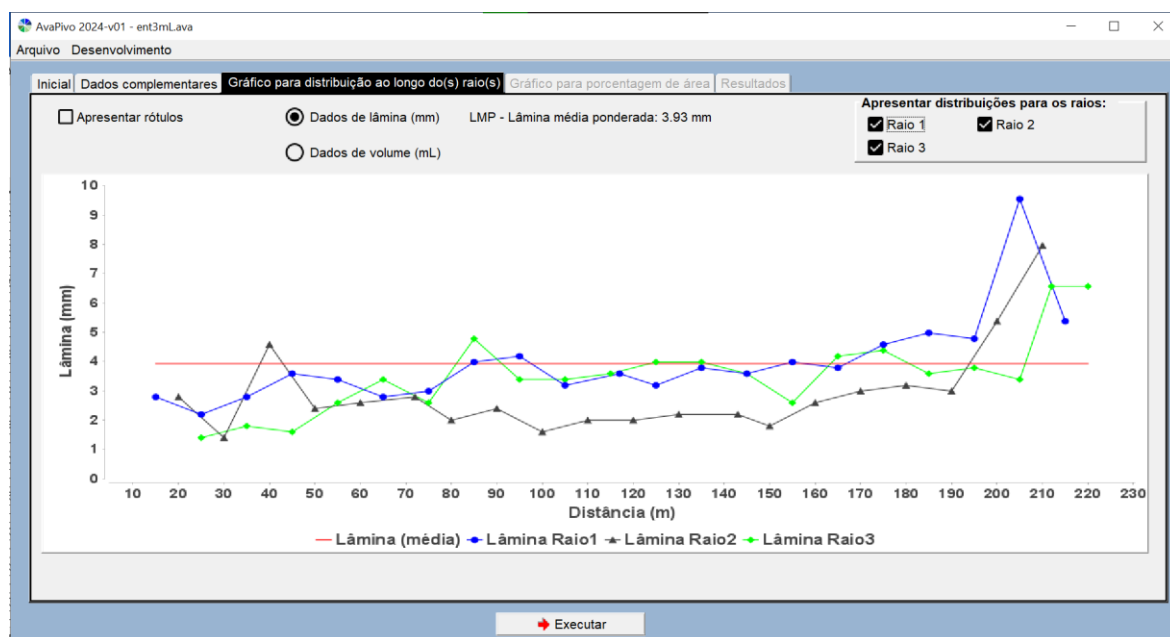 AvaPivo 2024-v01 - ent3mL.ava
Arquivo Desenvolvimento
Inicial Dados complementares Gráfico para distribuição ao longo do(s) raio(s) Gráfico para porcentagem de área Resultados
Apresentar rótulos
Dados de lâmina (mm)
LMP - Lâmina média ponderada: 3.93 mm
Dados de volume (mL)
Apresentar distribuições para os raios:
Raio 1 Raio 2
Raio 3
Lâmina (mm)
10
9
8
7
6
5
4
3
2
1
0
10 20 30 40 50 60 70 80 90 100 110 120 130 140 150 160 170 180 190 200 210 220 230
Distância (m)
Lâmina (média) Lâmina Raio1 Lâmina Raio2 Lâmina Raio3
Executar